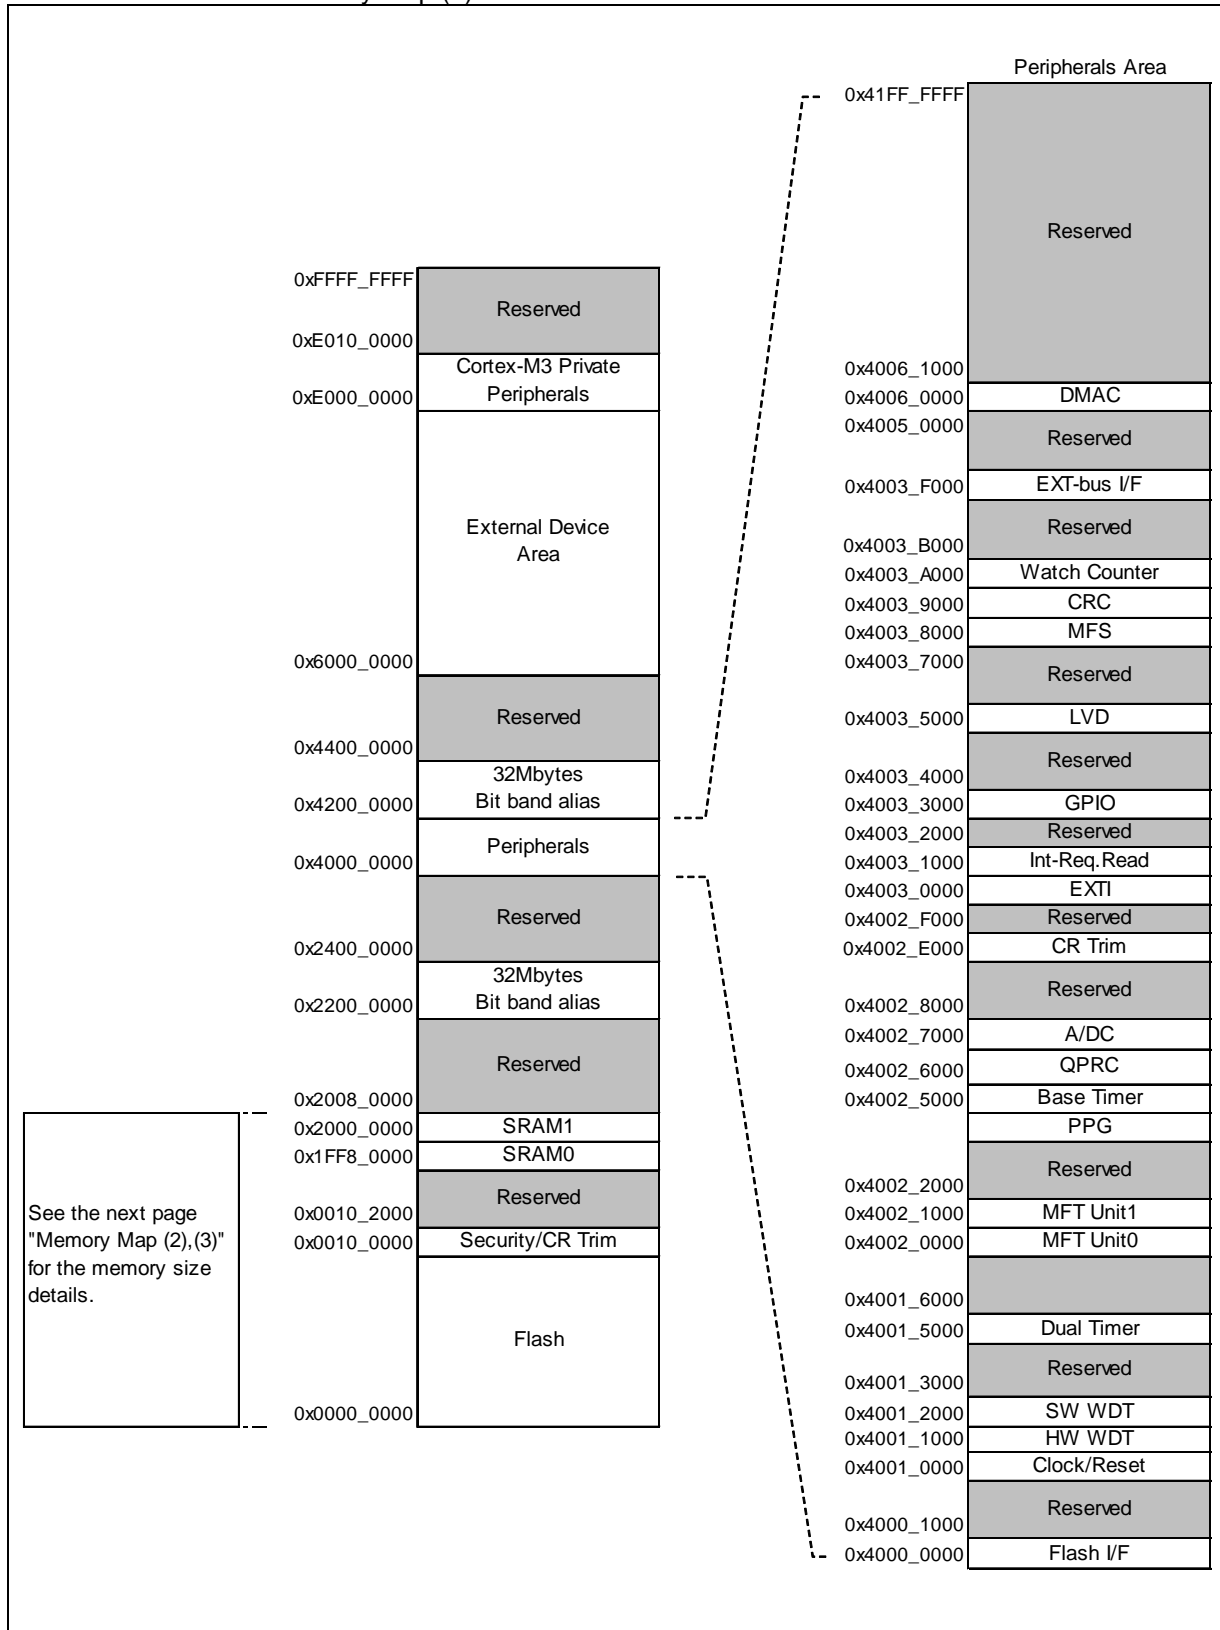 Peripherals Area
0x41FF_FFFF
Reserved
0x4006_1000
0x4006_0000 DMAC
0x4005_0000
Reserved
0x4003_F000 EXT-bus I/F
Reserved
0x4003_B000
0x4003_A000 Watch Counter
0x4003_9000 CRC
0x4003_8000 MFS
0x4003_7000
Reserved
0x4003_5000 LVD
Reserved
0x4003_4000
0x4003_3000 GPIO
0x4003_2000 Reserved
0x4003_1000 Int-Req.Read
0x4003_0000 EXTI
0x4002_F000 Reserved
0x4002_E000 CR Trim
Reserved
0x4002_8000
0x4002_7000 A/DC
0x4002_6000 QPRC
0x4002_5000 Base Timer
PPG
Reserved
0x4002_2000
0x4002_1000 MFT Unit1
0x4002_0000 MFT Unit0
0x4001_6000
0x4001_5000 Dual Timer
Reserved
0x4001_3000
0x4001_2000 SW WDT
0x4001_1000 HW WDT
0x4001_0000 Clock/Reset
Reserved
0x4000_1000
0x4000_0000 Flash I/F
0xFFFF_FFFF
Reserved
0xE010_0000
Cortex-M3 Private
0xE000_0000 Peripherals
External Device
Area
0x6000_0000
Reserved
0x4400_0000
32Mbytes
0x4200_0000 Bit band alias
Peripherals
0x4000_0000
Reserved
0x2400_0000
32Mbytes
0x2200_0000 Bit band alias
Reserved
0x2008_0000
0x2000_0000 SRAM1
0x1FF8_0000 SRAM0
Reserved
0x0010_2000
0x0010_0000 Security/CR Trim
Flash
0x0000_0000
See the next page
"Memory Map (2),(3)"
for the memory size
details.